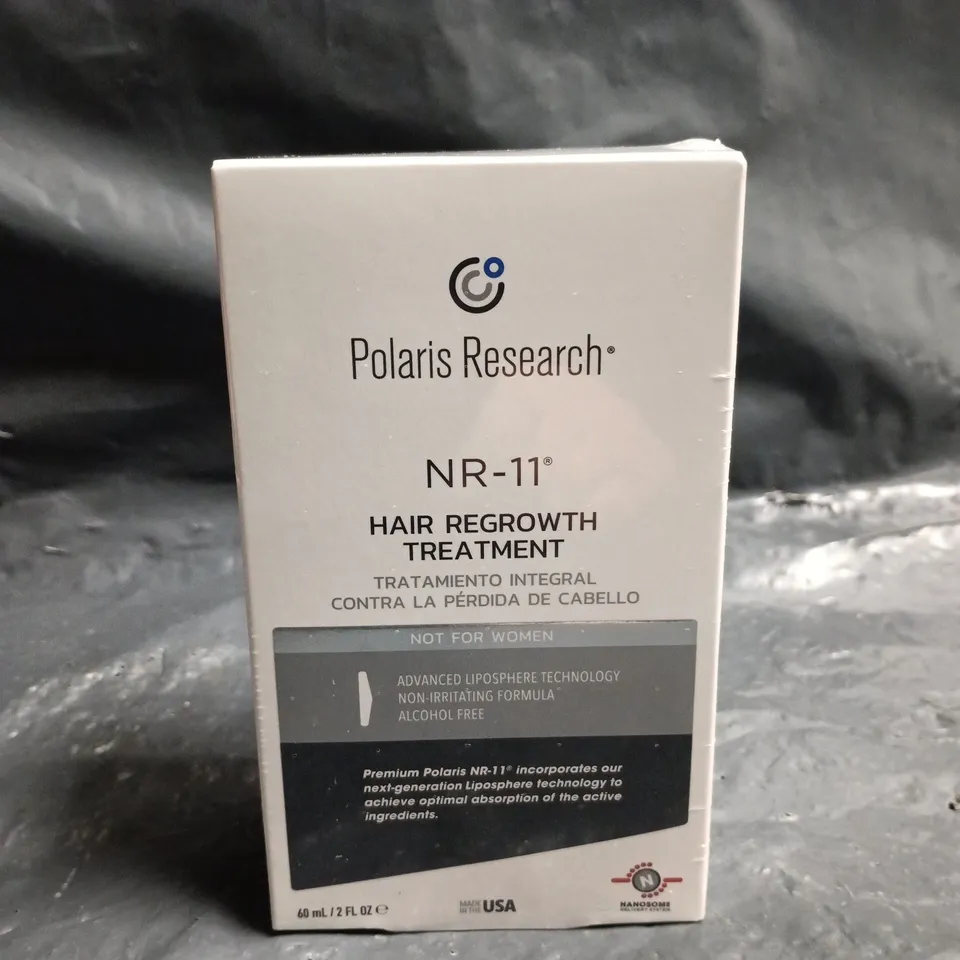 Polaris Research®
NR-11®
HAIR REGROWTH
TREATMENT
TRATAMIENTO INTEGRAL
CONTRA LA PÉRDIDA DE CABELLO
NOT FOR WOMEN
ADVANCED LIPOSPHERE TECHNOLOGY
NON-IRRITATING FORMULA
ALCOHOL FREE
Premium Polaris NR-11® incorporates our
next-generation Liposphere technology to
achieve optimal absorption of the active
ingredients.
60 mL / 2 FL OZ ℮
MADE IN THE USA
N
NANOSOME
DELIVERY SYSTEM